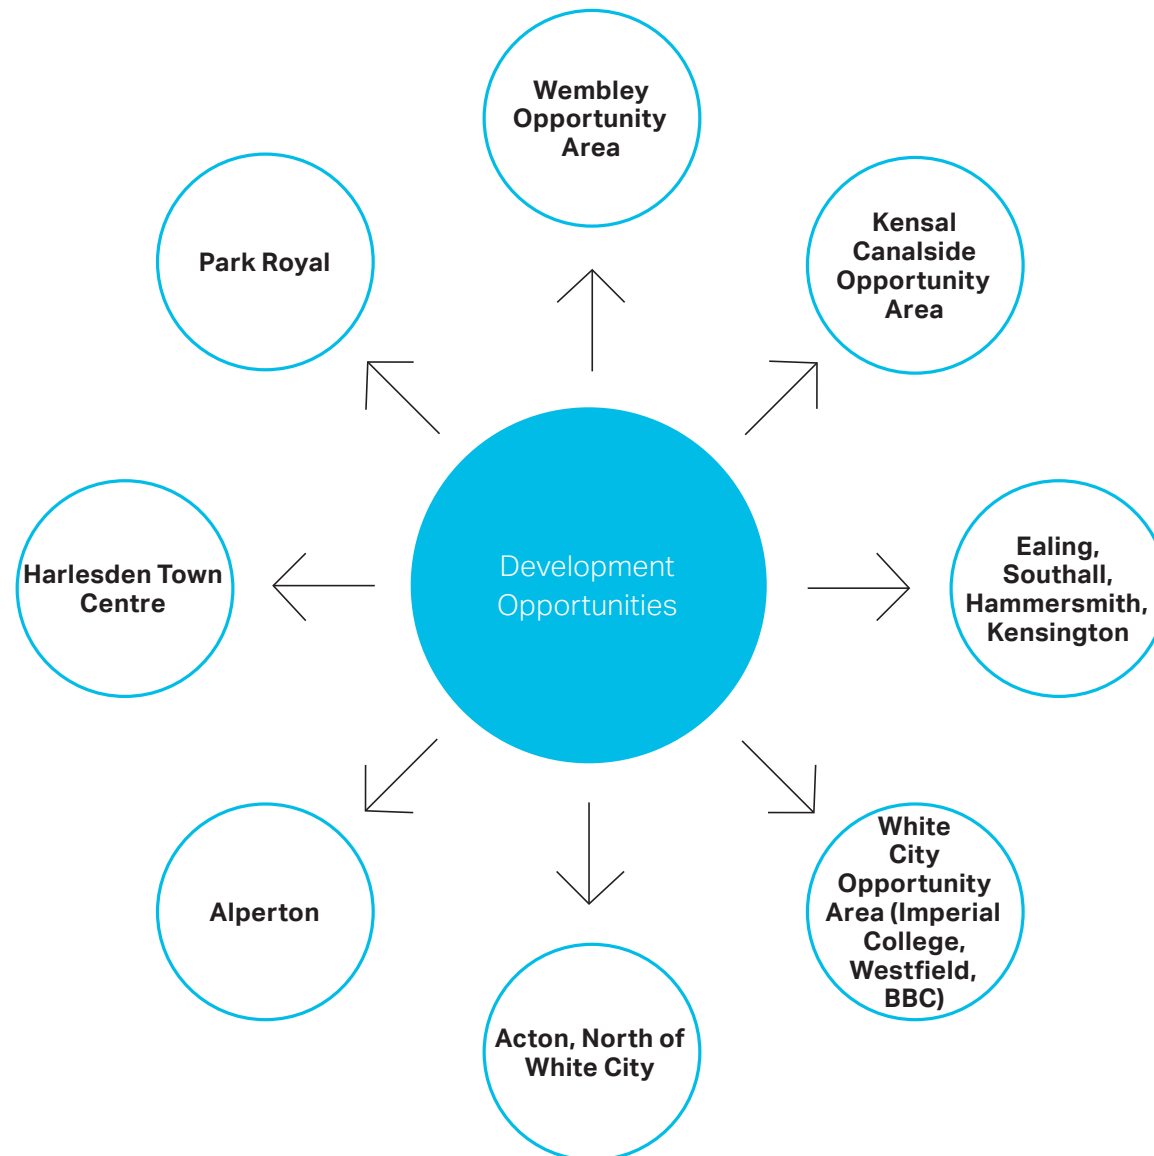 Wembley
Opportunity
Area
Kensal
Canalside
Opportunity
Area
Park Royal
Development
Opportunities
Ealing,
Southall,
Hammersmith,
Kensington
Harlesden Town
Centre
White
City
Opportunity
Area (Imperial
College,
Westfield,
BBC)
Alperton
Acton, North of
White City